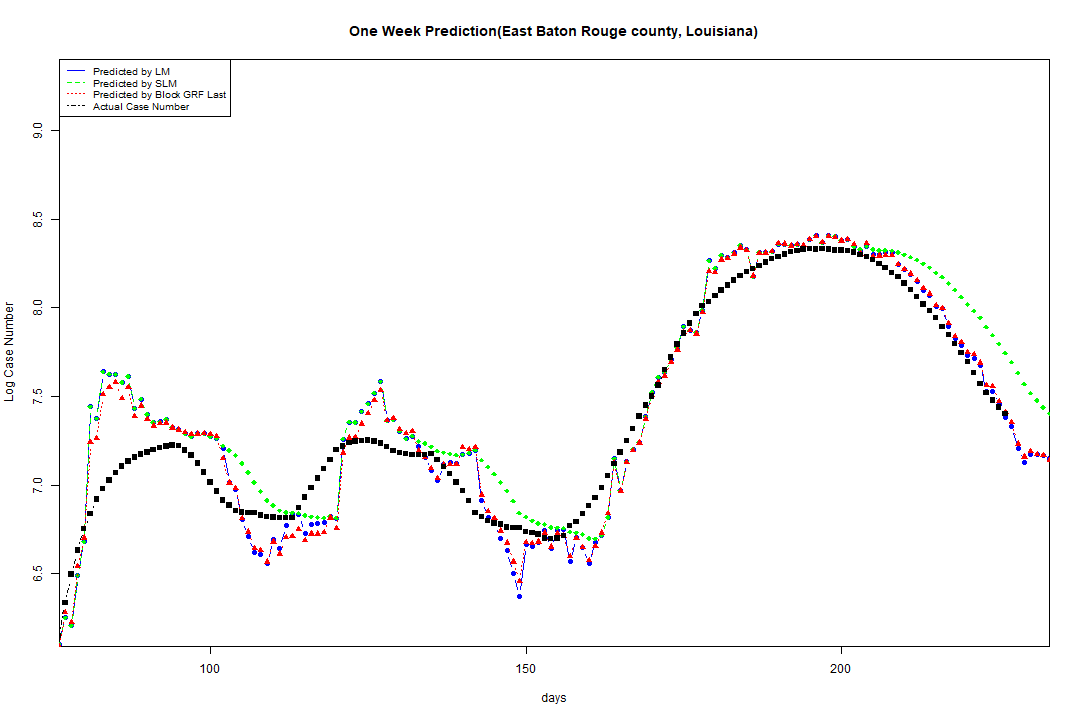 One Week Prediction(East Baton Rouge county, Louisiana)
Predicted by LM
Predicted by SLM
Predicted by Block GRF Last
Actual Case Number
9.0
8.5
8.0
7.5
7.0
6.5
Log Case Number
100
150
200
days